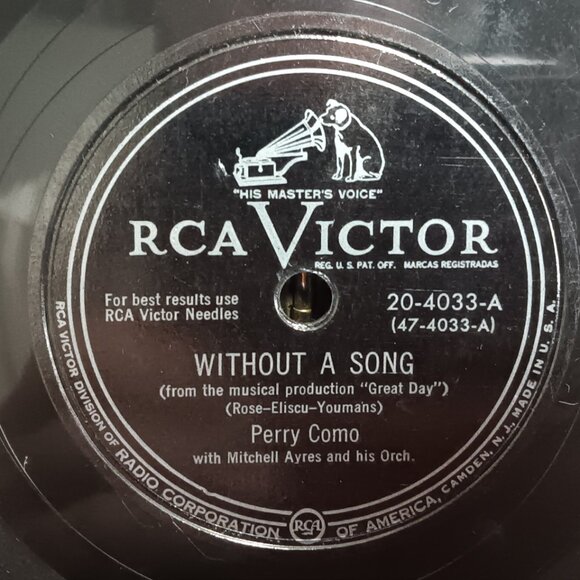 "HIS MASTER'S VOICE"
RCA VICTOR
REG. U. S. PAT. OFF. MARCAS REGISTRADAS
For best results use
RCA Victor Needles
20-4033-A
(47-4033-A)
WITHOUT A SONG
(from the musical production "Great Day")
(Rose-Eliscu-Youmans)
Perry Como
with Mitchell Ayres and his Orch.
RCA VICTOR DIVISION OF RADIO CORPORATION RCA OF AMERICA, CAMDEN, N. J., MADE IN U. S. A.